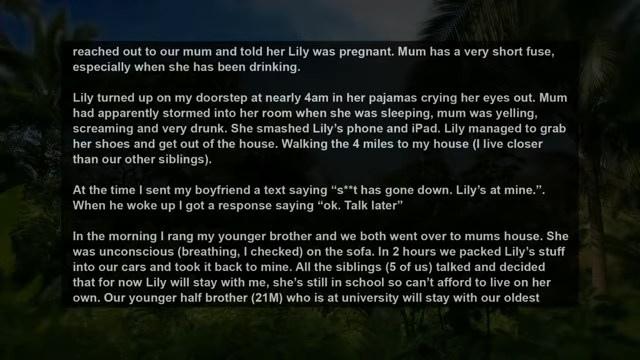 reached out to our mum and told her Lily was pregnant. Mum has a very short fuse,
especially when she has been drinking.
Lily turned up on my doorstep at nearly 4am in her pajamas crying her eyes out. Mum
had apparently stormed into her room when she was sleeping, mum was yelling,
screaming and very drunk. She smashed Lily's phone and iPad. Lily managed to grab
her shoes and get out of the house. Walking the 4 miles to my house (I live closer
than our other siblings).
At the time I sent my boyfriend a text saying “s**t has gone down. Lily's at mine.”.
When he woke up I got a response saying “ok. Talk later”
In the morning I rang my younger brother and we both went over to mums house. She
was unconscious (breathing, I checked) on the sofa. In 2 hours we packed Lily's stuff
into our cars and took it back to mine. All the siblings (5 of us) talked and decided
that for now Lily will stay with me, she's still in school so can't afford to live on her
own. Our younger half brother (21M) who is at university will stay with our oldest